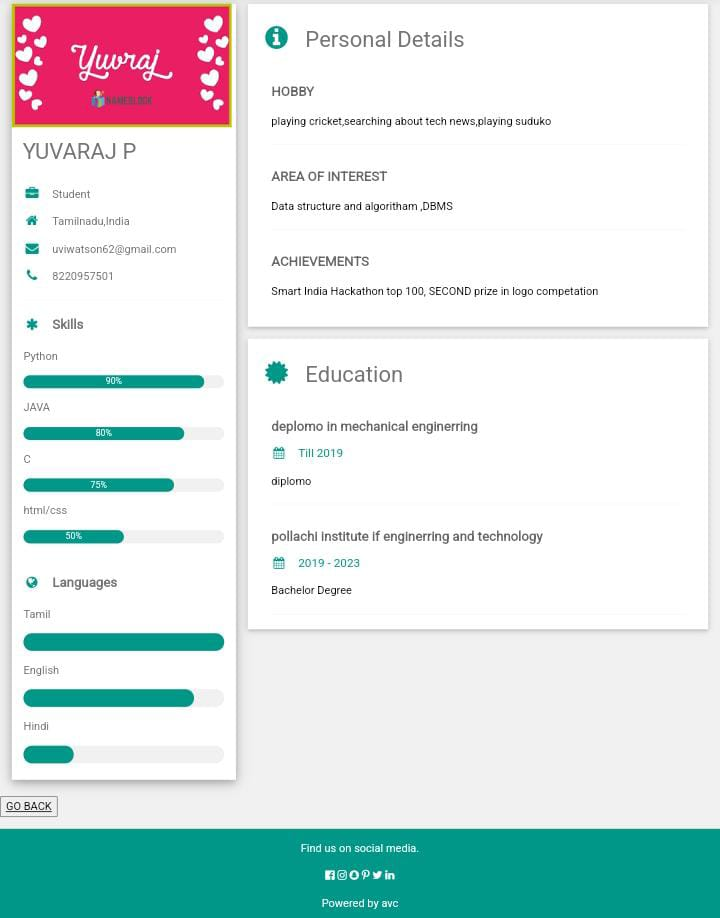 Yuvraj
NAMEBLOCK
YUVARAJ P
Student
Tamilnadu,India
uviwatson62@gmail.com
8220957501
Skills
Python
90%
JAVA
80%
C
75%
html/css
50%
Languages
Tamil
English
Hindi
GO BACK
Personal Details
HOBBY
playing cricket,searching about tech news,playing suduko
AREA OF INTEREST
Data structure and algoritham ,DBMS
ACHIEVEMENTS
Smart India Hackathon top 100, SECOND prize in logo competation
Education
deplomo in mechanical enginerring
Till 2019
diplomo
pollachi institute if enginerring and technology
2019 - 2023
Bachelor Degree
Find us on social media.
Powered by avc